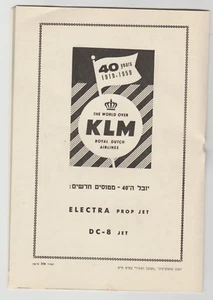 40 years
1919-1959
THE WORLD OVER
KLM
ROYAL DUTCH
AIRLINES
יובל ה־40 - מטוסים חדשים:
ELECTRA PROP JET
DC-8 JET